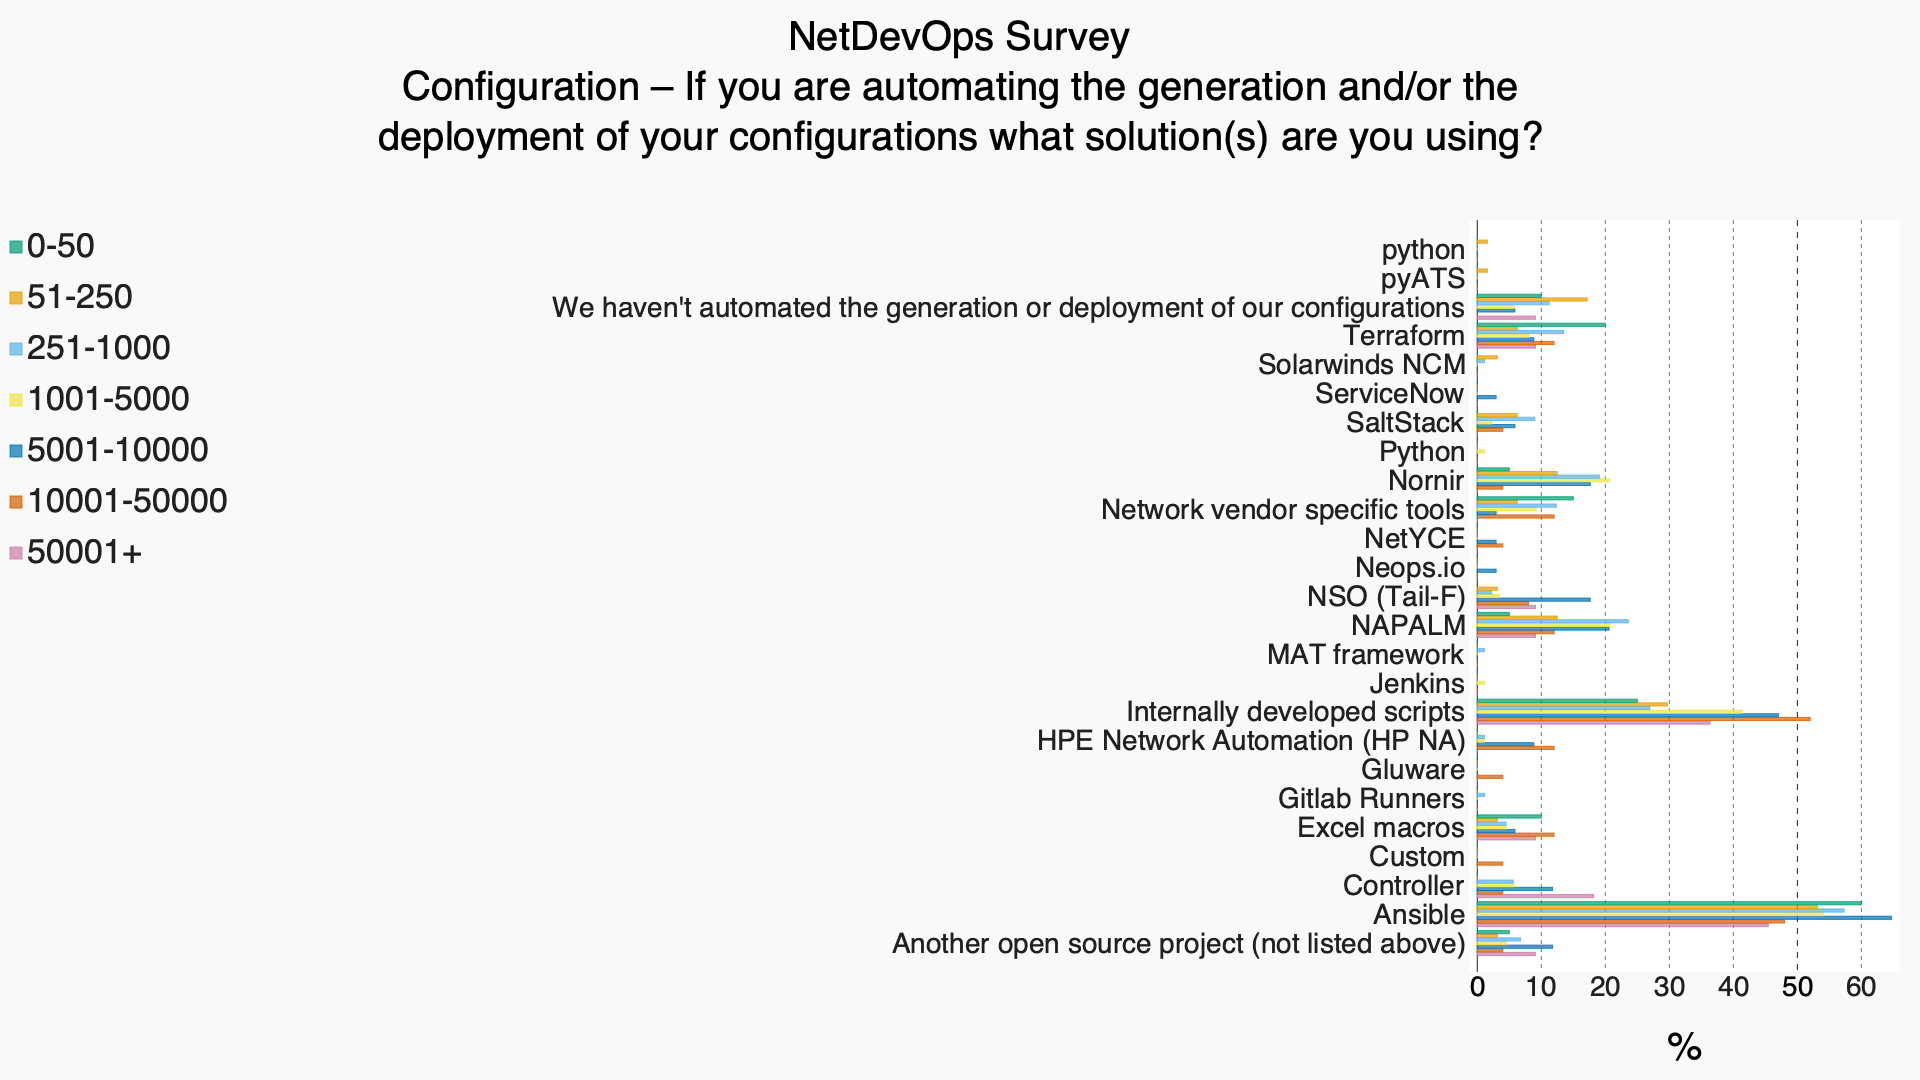 NetDevOps Survey
Configuration – If you are automating the generation and/or the
deployment of your configurations what solution(s) are you using?
0-50
51-250
251-1000
1001-5000
5001-10000
10001-50000
50001+
python
pyATS
We haven't automated the generation or deployment of our configurations
Terraform
Solarwinds NCM
ServiceNow
SaltStack
Python
Nornir
Network vendor specific tools
NetYCE
Neops.io
NSO (Tail-F)
NAPALM
MAT framework
Jenkins
Internally developed scripts
HPE Network Automation (HP NA)
Gluware
Gitlab Runners
Excel macros
Custom
Controller
Ansible
Another open source project (not listed above)
0 10 20 30 40 50 60
%